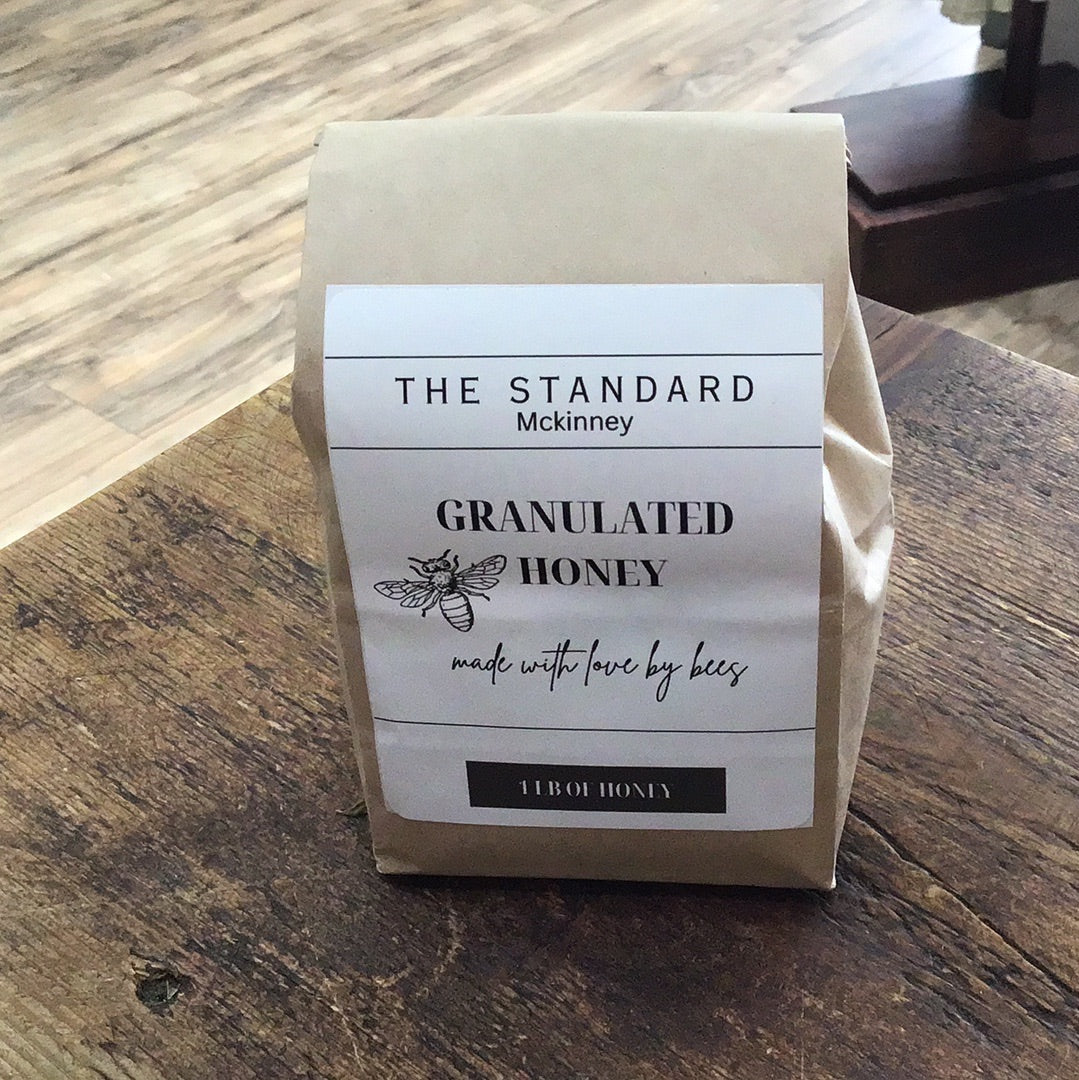 THE STANDARD
Mckinney
GRANULATED
HONEY
made with love by bees
1 LB OF HONEY